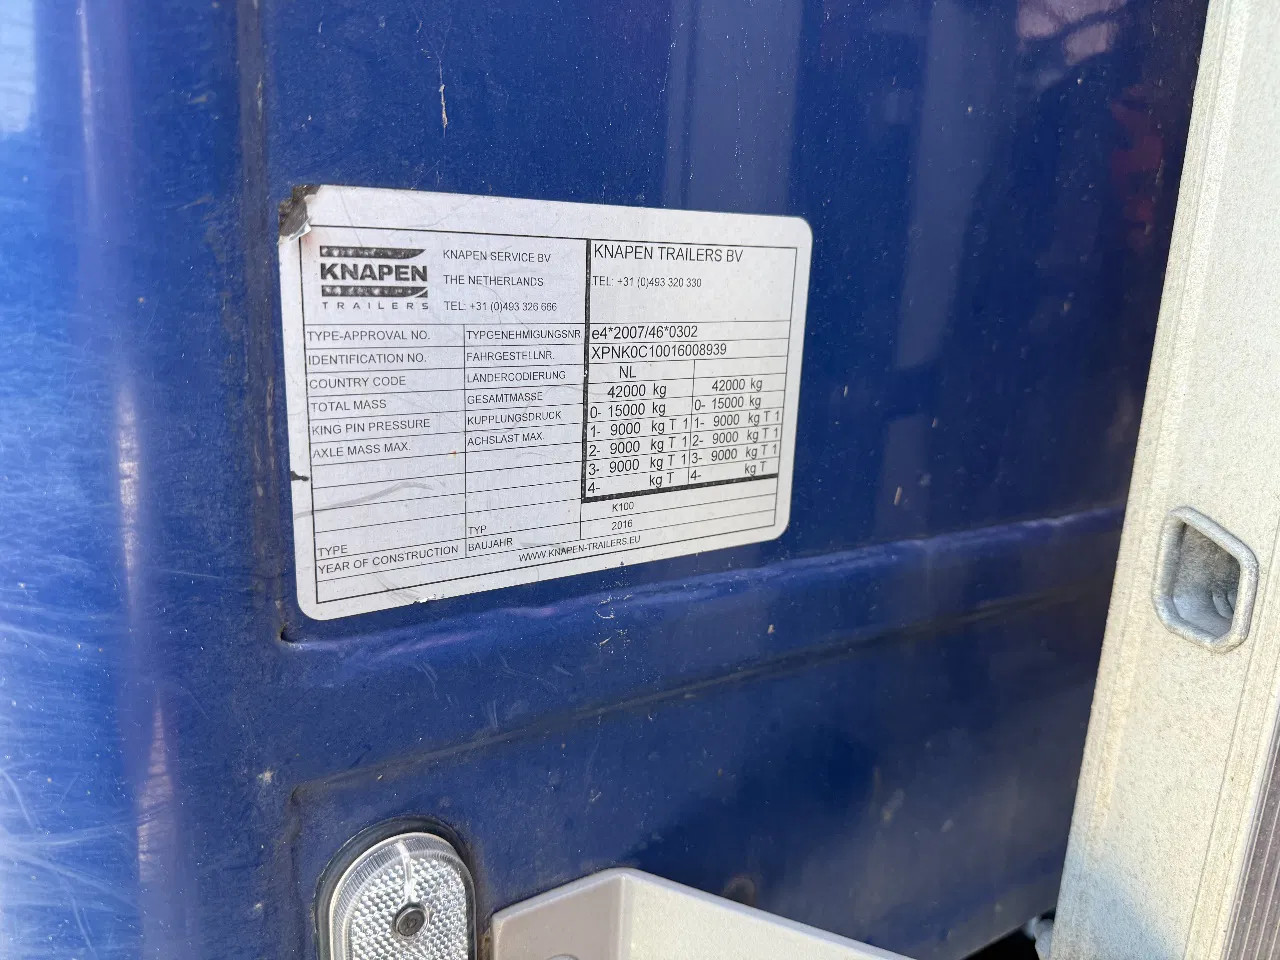 KNAPEN
TRAILERS
KNAPEN SERVICE BV
THE NETHERLANDS
TEL: +31 (0)493 326 666
KNAPEN TRAILERS BV
TEL: +31 (0)493 320 330
TYPE-APPROVAL NO. TYPGENEHMIGUNGSNR. e4*2007/46*0302
IDENTIFICATION NO. FAHRGESTELLNR. XPNK0C10016008939
COUNTRY CODE LÄNDERCODIERUNG NL
TOTAL MASS GESAMTMASSE 42000 kg 42000 kg
KING PIN PRESSURE KUPPLUNGSDRUCK 0- 15000 kg 0- 15000 kg
AXLE MASS MAX. ACHSLAST MAX. 1- 9000 kg T 1 1- 9000 kg T 1
2- 9000 kg T 1 2- 9000 kg T 1
3- 9000 kg T 1 3- 9000 kg T 1
4- kg T 4- kg T
TYPE TYP K100
YEAR OF CONSTRUCTION BAUJAHR 2016
WWW.KNAPEN-TRAILERS.EU